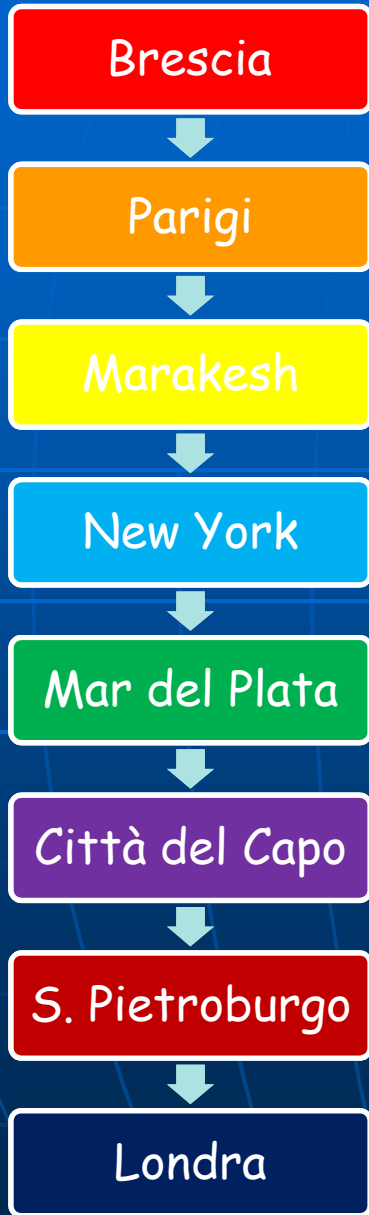 Brescia
Parigi
Marakesh
New York
Mar del Plata
Città del Capo
S. Pietroburgo
Londra